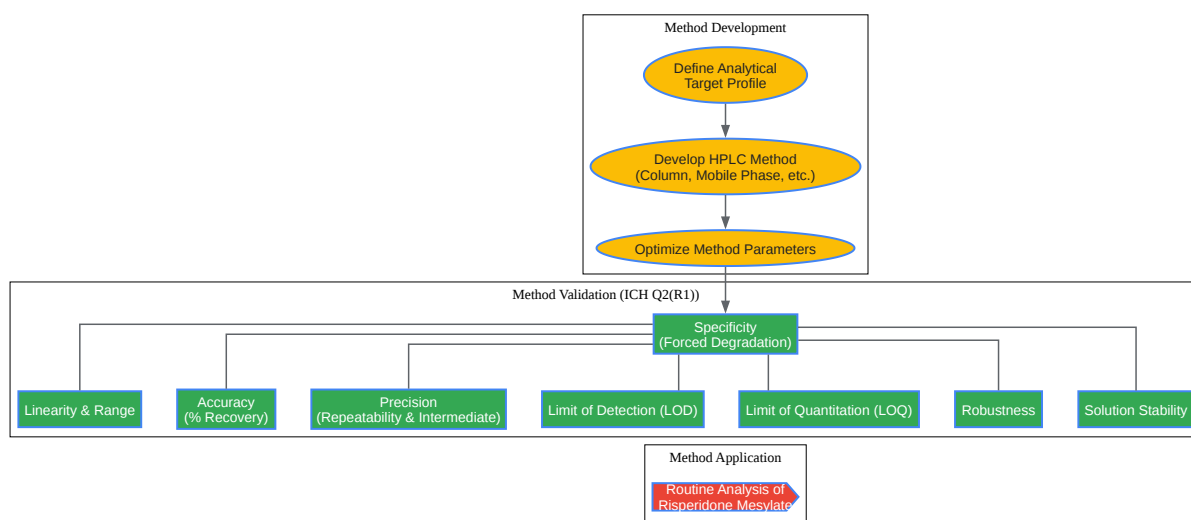 Method Development
Define Analytical
Target Profile
Develop HPLC Method
(Column, Mobile Phase, etc.)
Optimize Method Parameters
Method Validation (ICH Q2(R1))
Specificity
(Forced Degradation)
Linearity & Range
Accuracy
(% Recovery)
Precision
(Repeatability & Intermediate)
Limit of Detection (LOD)
Limit of Quantitation (LOQ)
Robustness
Solution Stability
Method Application
Routine Analysis of
Risperidone Mesylate